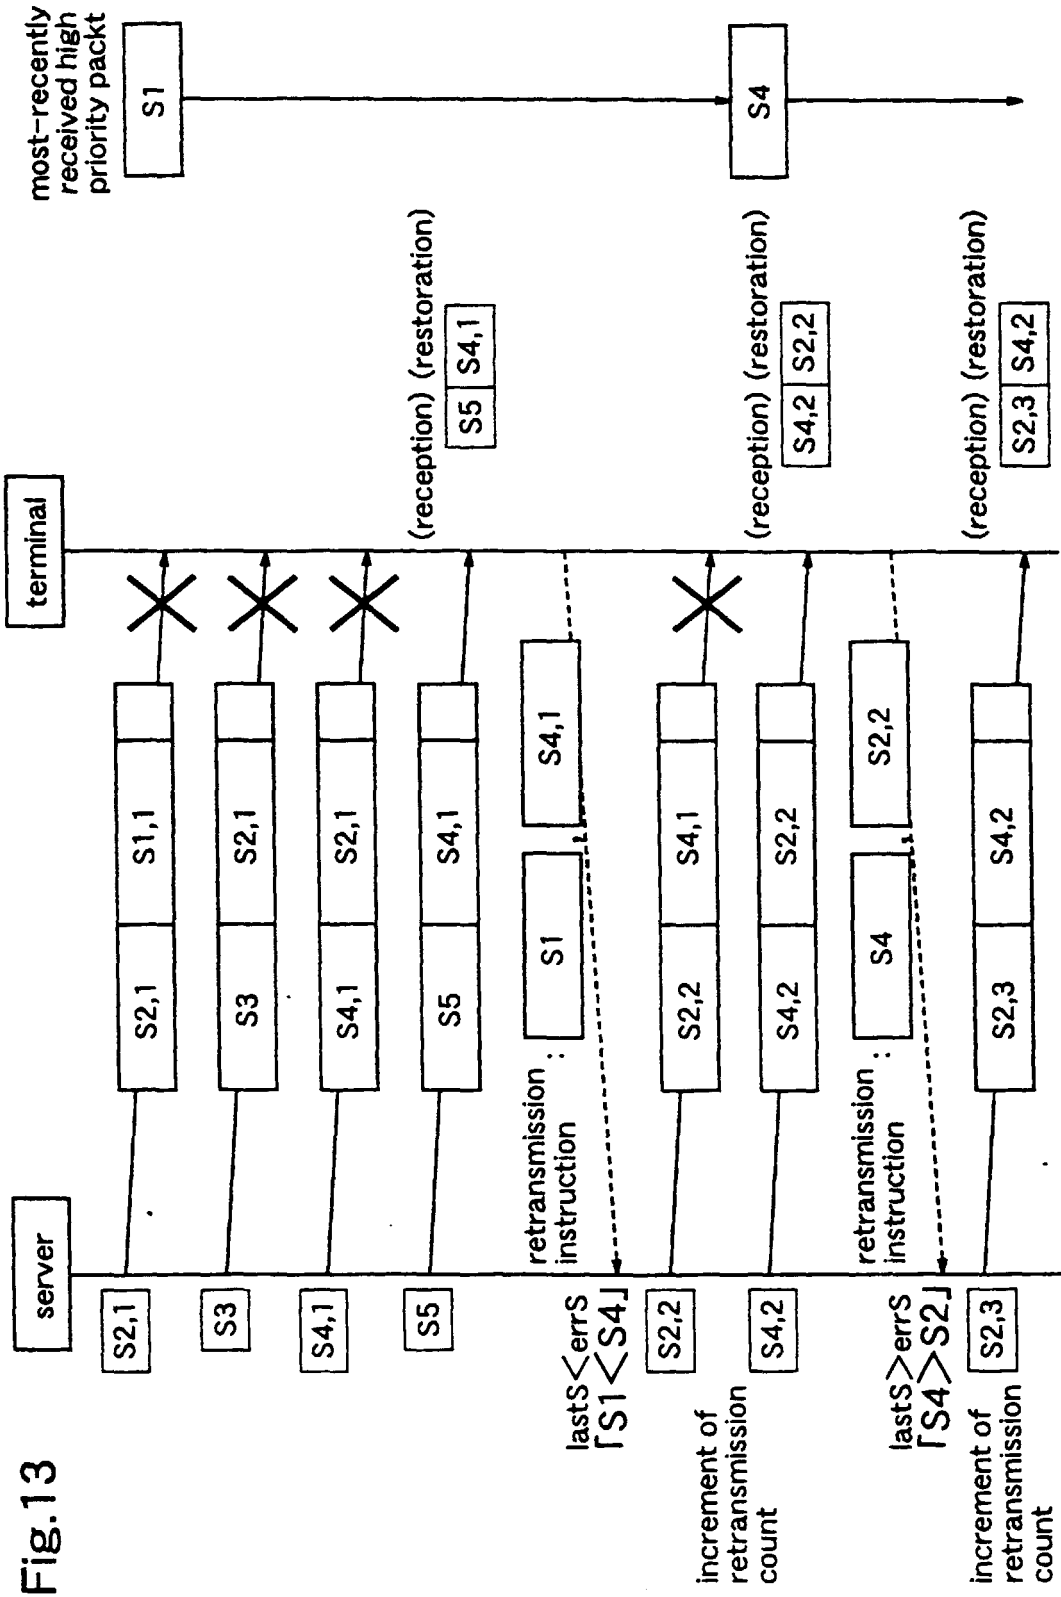 Fig.13
server
terminal
most-recently
received high
priority packt
S1
S2,1
S2,1
S1,1
S3
S3
S2,1
S4,1
S4,1
S2,1
S5
S5
S4,1
(reception) (restoration)
S5
S4,1
retransmission
instruction
:
S1
,
S4,1
lastS<errS
「S1<S4」
increment of
retransmission
count
S2,2
S2,2
S4,1
S4
S4,2
S4,2
S2,2
(reception) (restoration)
S4,2
S2,2
retransmission
instruction
:
S4
,
S2,2
lastS>errS
「S4>S2」
increment of
retransmission
count
S2,3
S2,3
S4,2
(reception) (restoration)
S2,3
S4,2